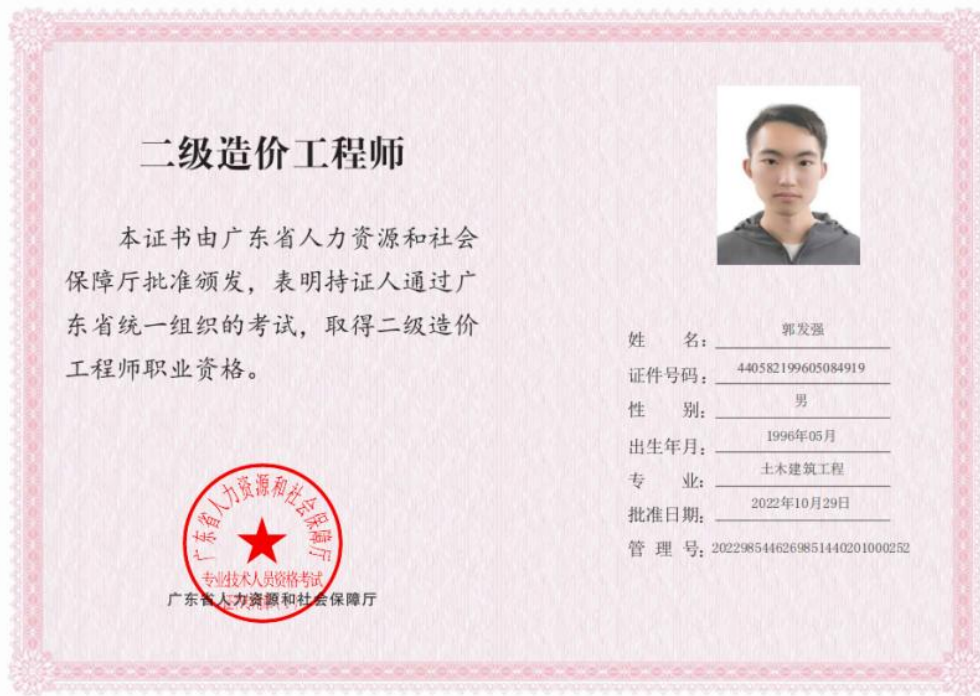 二级造价工程师
本证书由广东省人力资源和社会
保障厅批准颁发，表明持证人通过广
东省统一组织的考试，取得二级造价
工程师职业资格。
姓　　名：郭发强
证件号码：440582199605084919
性　　别：男
出生年月：1996年05月
专　　业：土木建筑工程
批准日期：2022年10月29日
管 理 号：20229854462698514402010​00252
广东省人力资源和社会保障厅
专业技术人员资格考试
广东省人力资源和社会保障厅